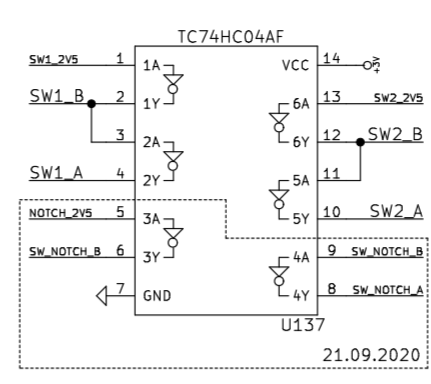 TC74HC04AF
SW1_2V5 1 1A VCC 14 +3V
SW1_B 2 1Y 6A 13 SW2_2V5
3 2A 6Y 12 SW2_B
SW1_A 4 2Y 5A 11
NOTCH_2V5 5 3A 5Y 10 SW2_A
SW_NOTCH_B 6 3Y 4A 9 SW_NOTCH_B
7 GND 4Y 8 SW_NOTCH_A
U137
21.09.2020